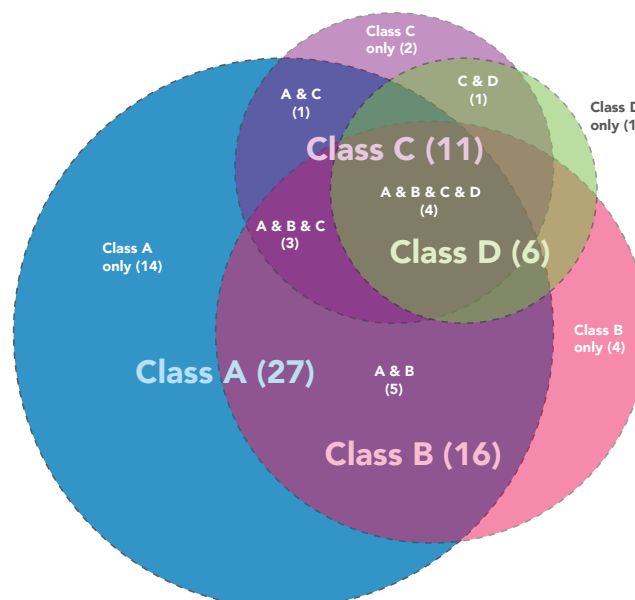 Class C
only (2)
A & C
(1)
C & D
(1)
Class D
only (1
Class C (11)
A & B & C & D
(4)
A & B & C
(3)
Class A
only (14)
Class D (6)
Class B
only (4)
Class A (27)
A & B
(5)
Class B (16)